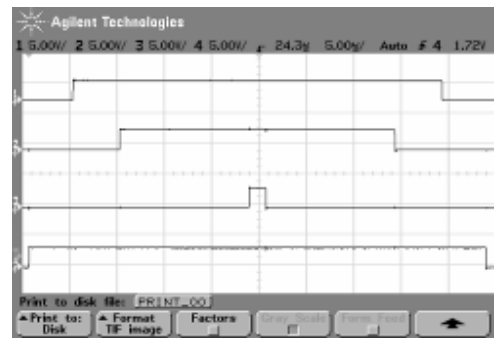 Agilent Technologies
1 5.00V/ 2 5.00V/ 3 5.00V/ 4 5.00V/ 24.3 5.00 / Auto 4 1.72V
Print to disk file: PRINT_00
Print to: Disk
Format TIF image
Factors
Gray Scale
Form Feed